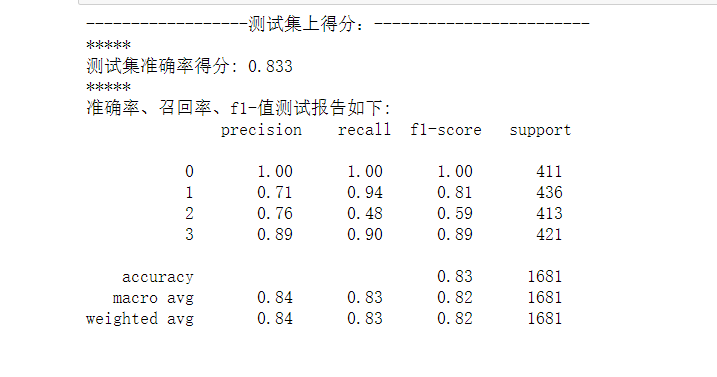 ------------------测试集上得分：------------------------
*****
测试集准确率得分: 0.833
*****
准确率、召回率、f1-值测试报告如下:
              precision    recall  f1-score   support

           0       1.00      1.00      1.00       411
           1       0.71      0.94      0.81       436
           2       0.76      0.48      0.59       413
           3       0.89      0.90      0.89       421

    accuracy                           0.83      1681
   macro avg       0.84      0.83      0.82      1681
weighted avg       0.84      0.83      0.82      1681